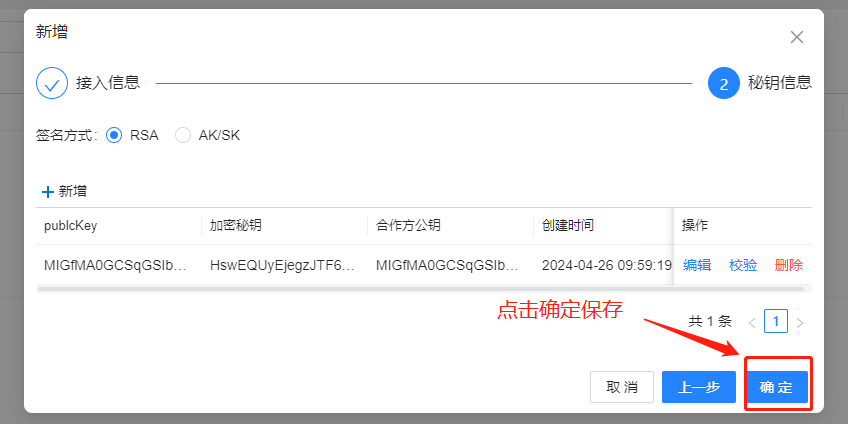 新增
接入信息
2 秘钥信息
签名方式: RSA AK/SK
新增
publcKey 加密秘钥 合作方公钥 创建时间 操作
MIGfMA0GCSqGSIb... HswEQUyEjegzJTF6... MIGfMA0GCSqGSIb... 2024-04-26 09:59:19 编辑 校验 删除
点击确定保存
共 1 条 < 1 >
取 消 上一步 确 定